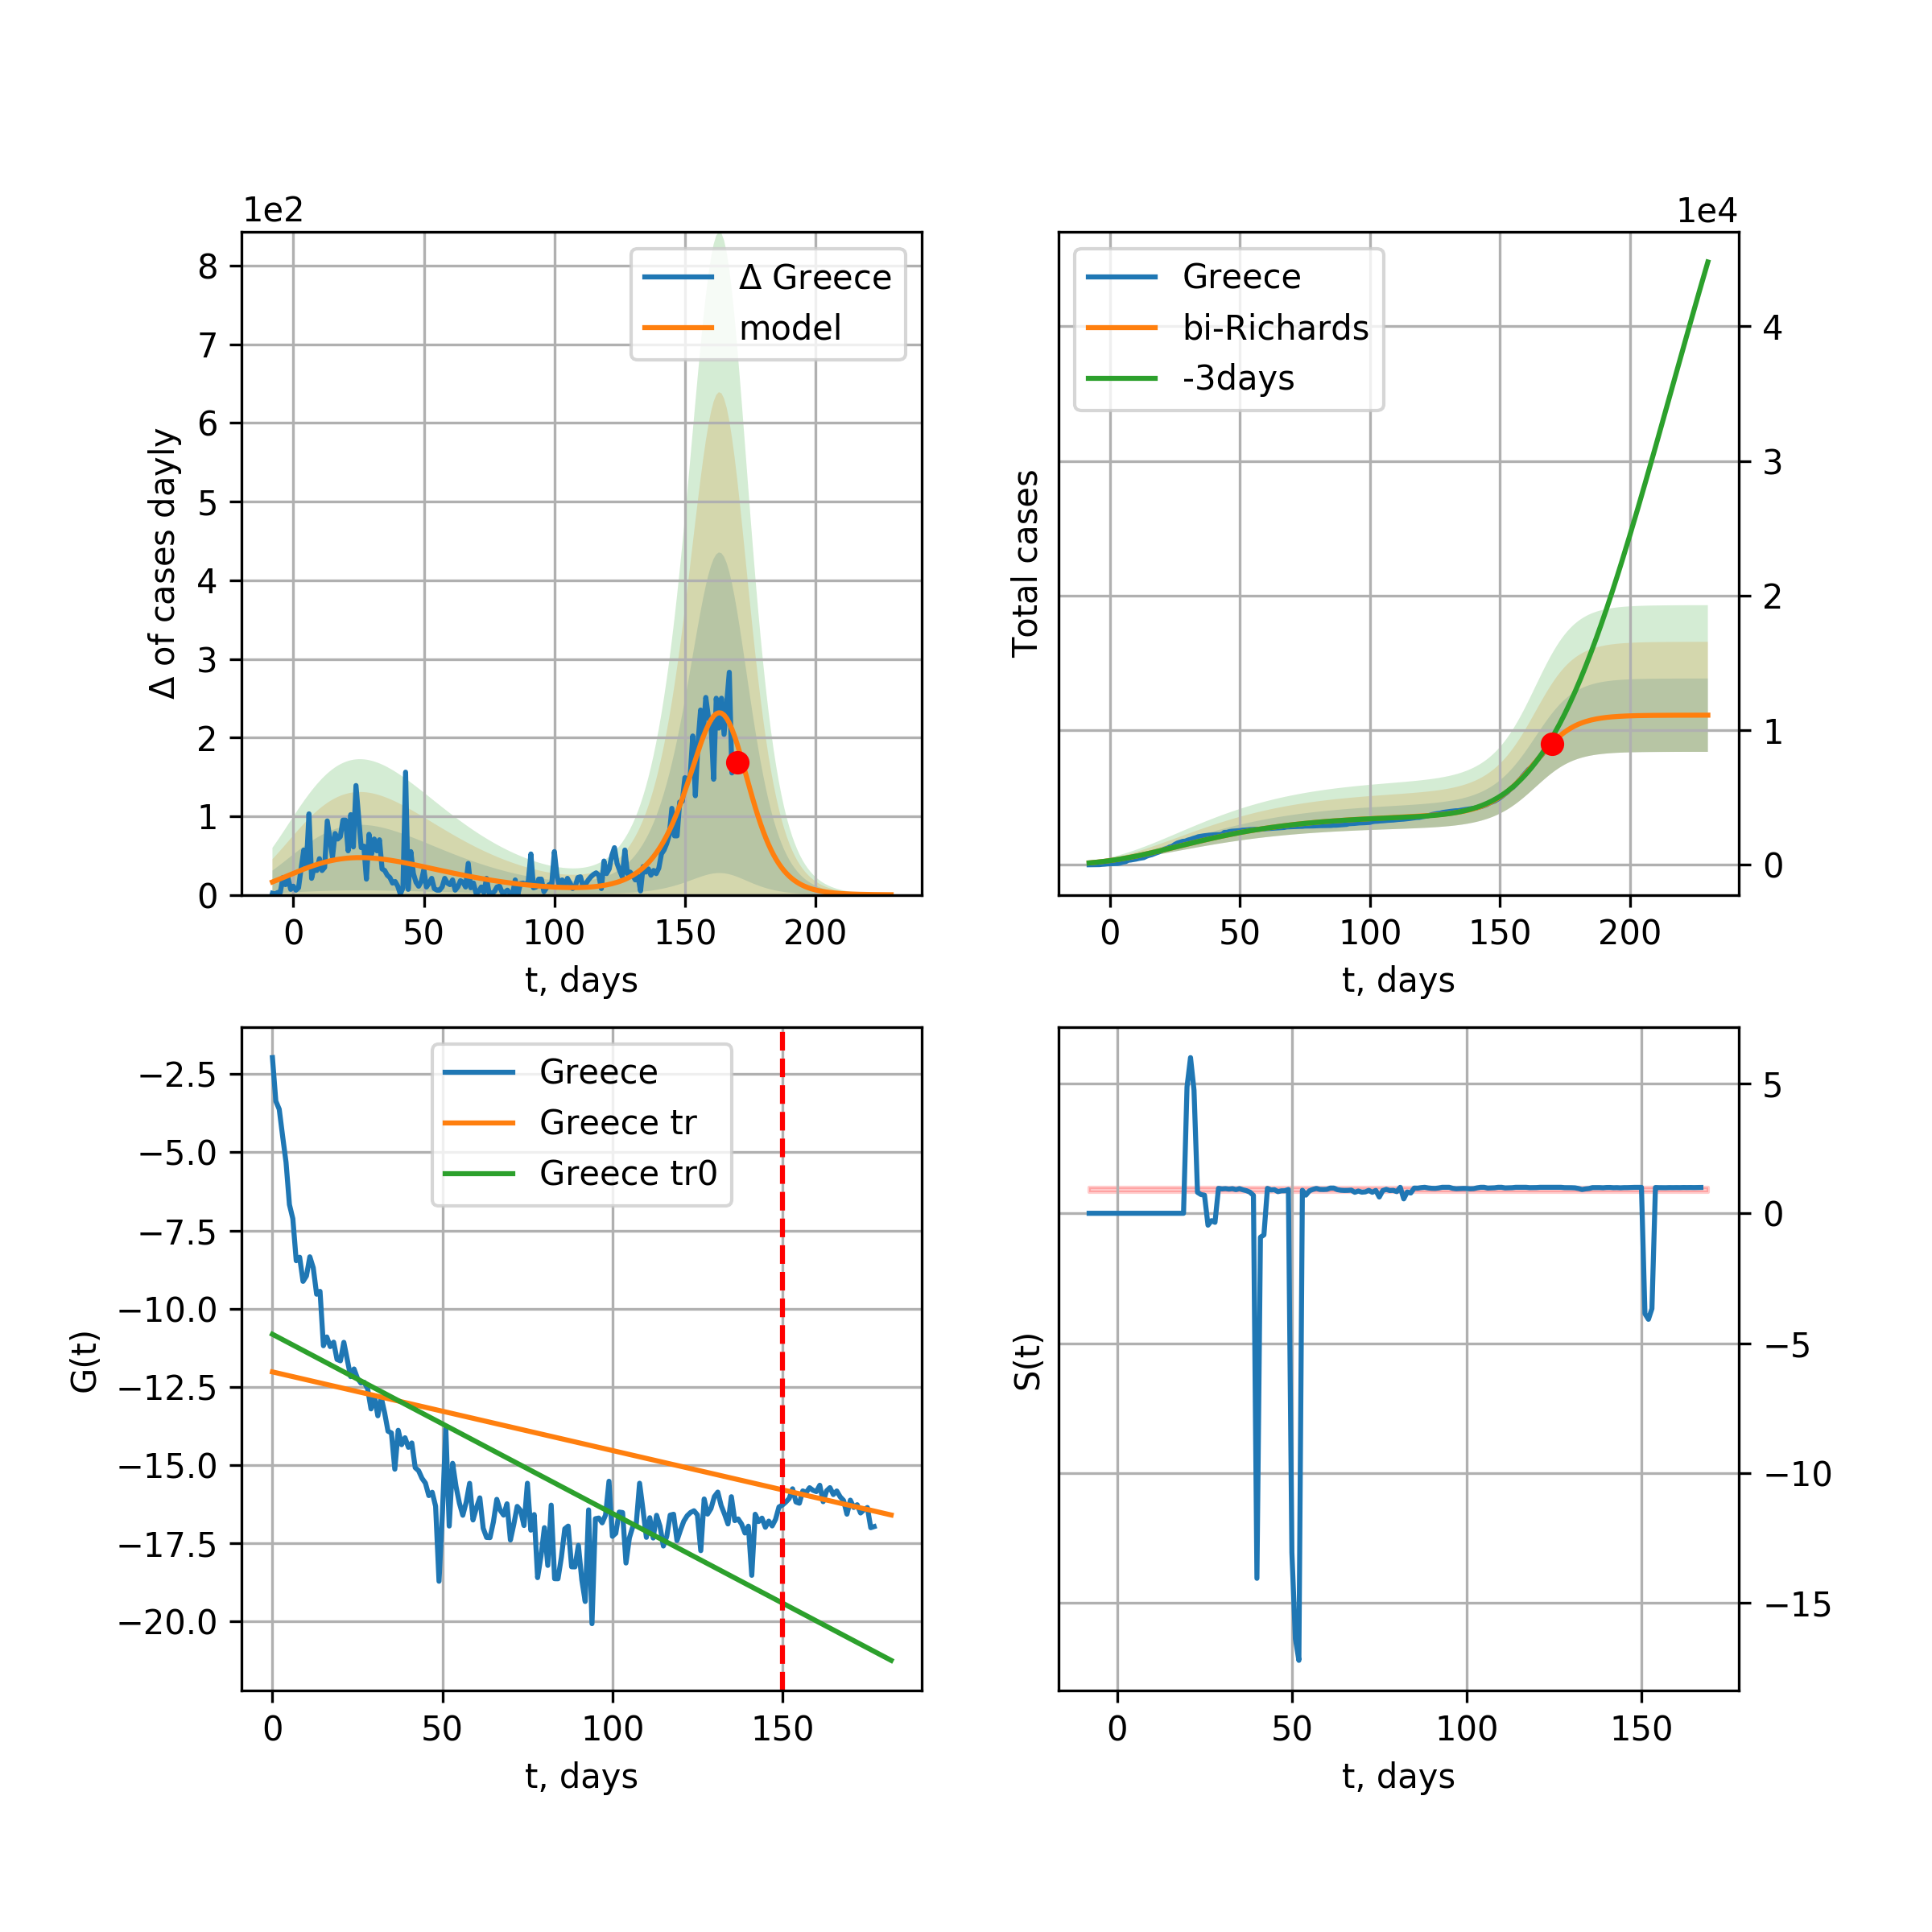 1e2
Δ of cases dayly
8
7
6
5
4
3
2
1
0
Δ Greece
model
0 50 100 150 200
t, days
1e4
Total cases
Greece
bi-Richards
-3days
4
3
2
1
0
0 50 100 150 200
t, days
G(t)
−2.5
−5.0
−7.5
−10.0
−12.5
−15.0
−17.5
−20.0
Greece
Greece tr
Greece tr0
0 50 100 150
t, days
S(t)
5
0
−5
−10
−15
0 50 100 150
t, days